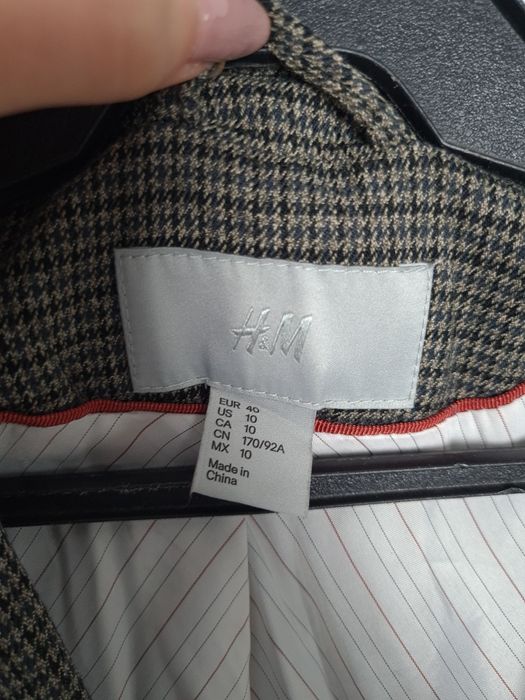 H&M
EUR 40
US 10
CA 10
CN 170/92A
MX 10
Made in
China